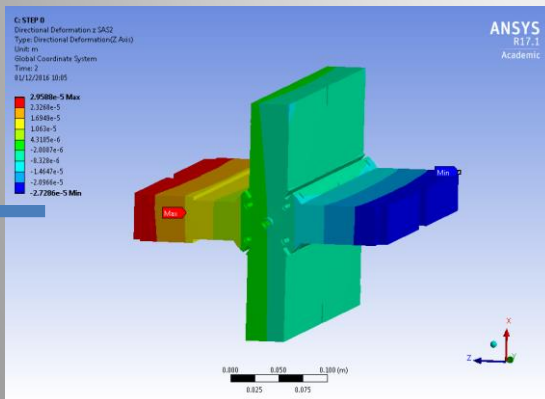 C: STEP 0
Directional Deformation z SAS2
Type: Directional Deformation(Z Axis)
Unit: m
Global Coordinate System
Time: 2
01/12/2016 10:05
2.9508e-5 Max
2.3268e-5
1.6949e-5
1.063e-5
4.3105e-6
-2.0087e-6
-8.328e-6
-1.4647e-5
-2.0966e-5
-2.7286e-5 Min
ANSYS
R17.1
Academic
Max
Min
0.000
0.050
0.100 (m)
0.025
0.075
X
Y
Z